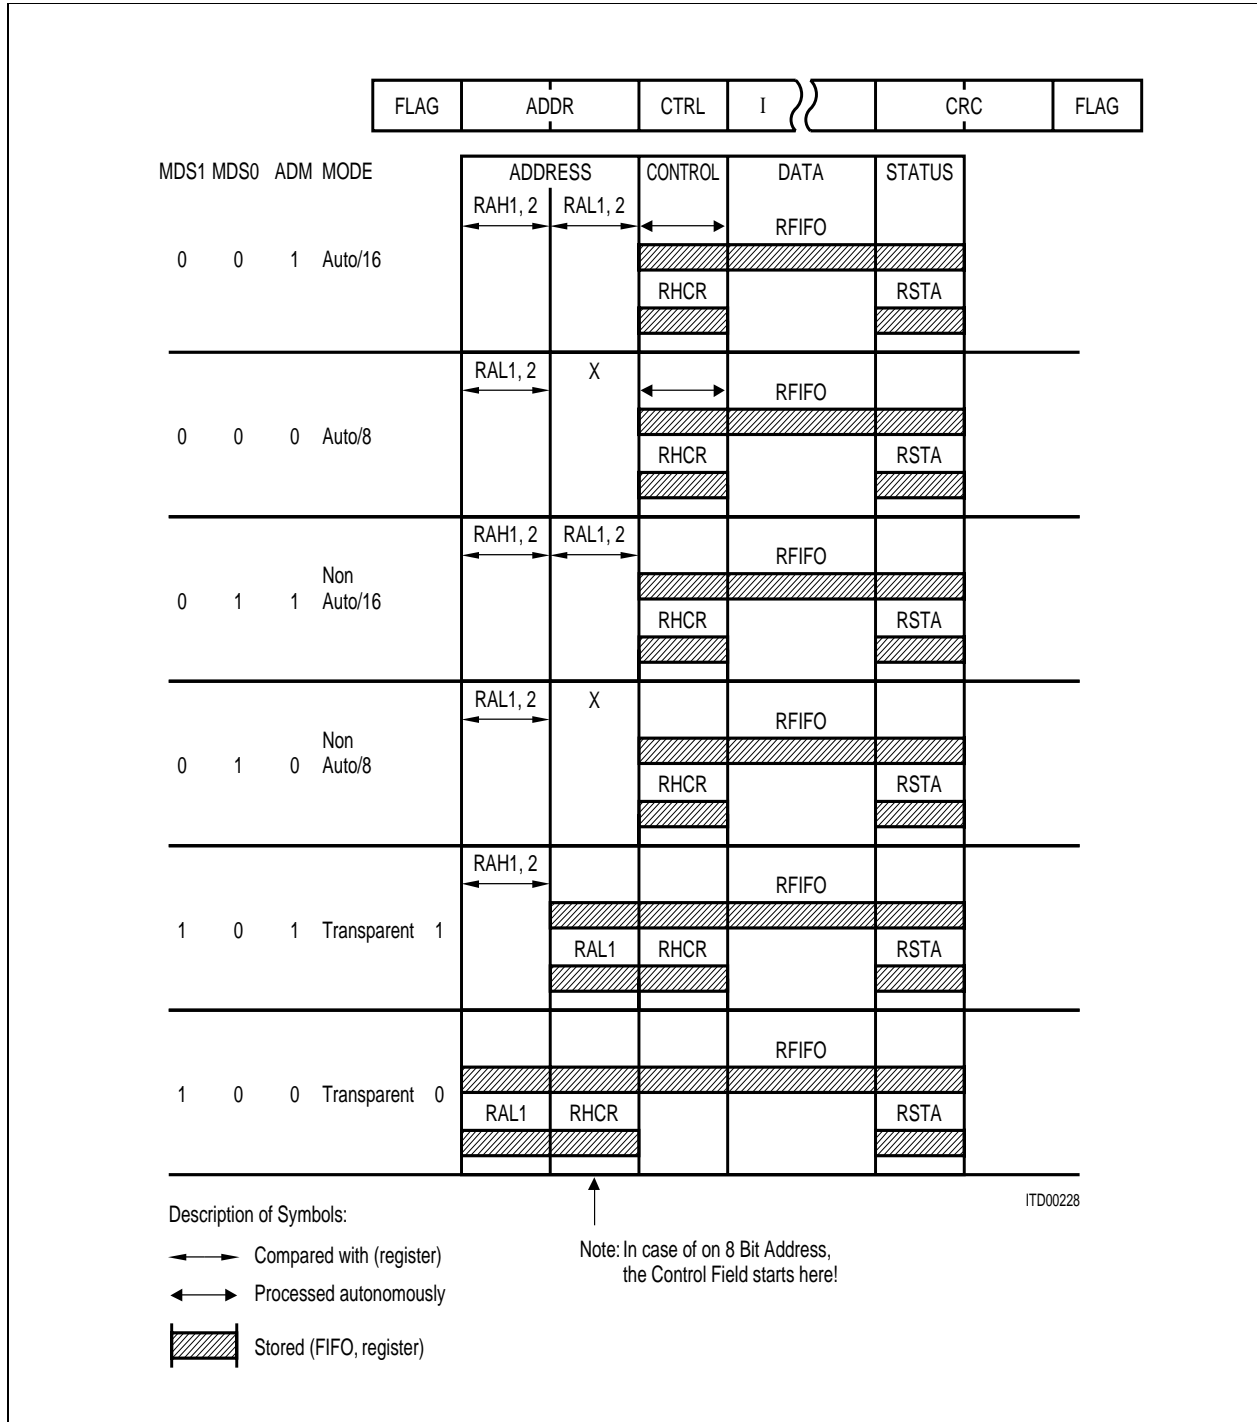 FLAG ADDR CTRL I CRC FLAG
MDS1 MDS0 ADM MODE ADDRESS CONTROL DATA STATUS
RAH1, 2 RAL1, 2 RFIFO
0 0 1 Auto/16
RHCR RSTA
RAL1, 2 X RFIFO
0 0 0 Auto/8
RHCR RSTA
RAH1, 2 RAL1, 2 RFIFO
Non
0 1 1 Auto/16
RHCR RSTA
RAL1, 2 X RFIFO
Non
0 1 0 Auto/8
RHCR RSTA
RAH1, 2 RFIFO
1 0 1 Transparent 1
RAL1 RHCR RSTA
RFIFO
1 0 0 Transparent 0
RAL1 RHCR RSTA
ITD00228
Description of Symbols:
Compared with (register)
Processed autonomously
Stored (FIFO, register)
Note: In case of on 8 Bit Address,
the Control Field starts here!